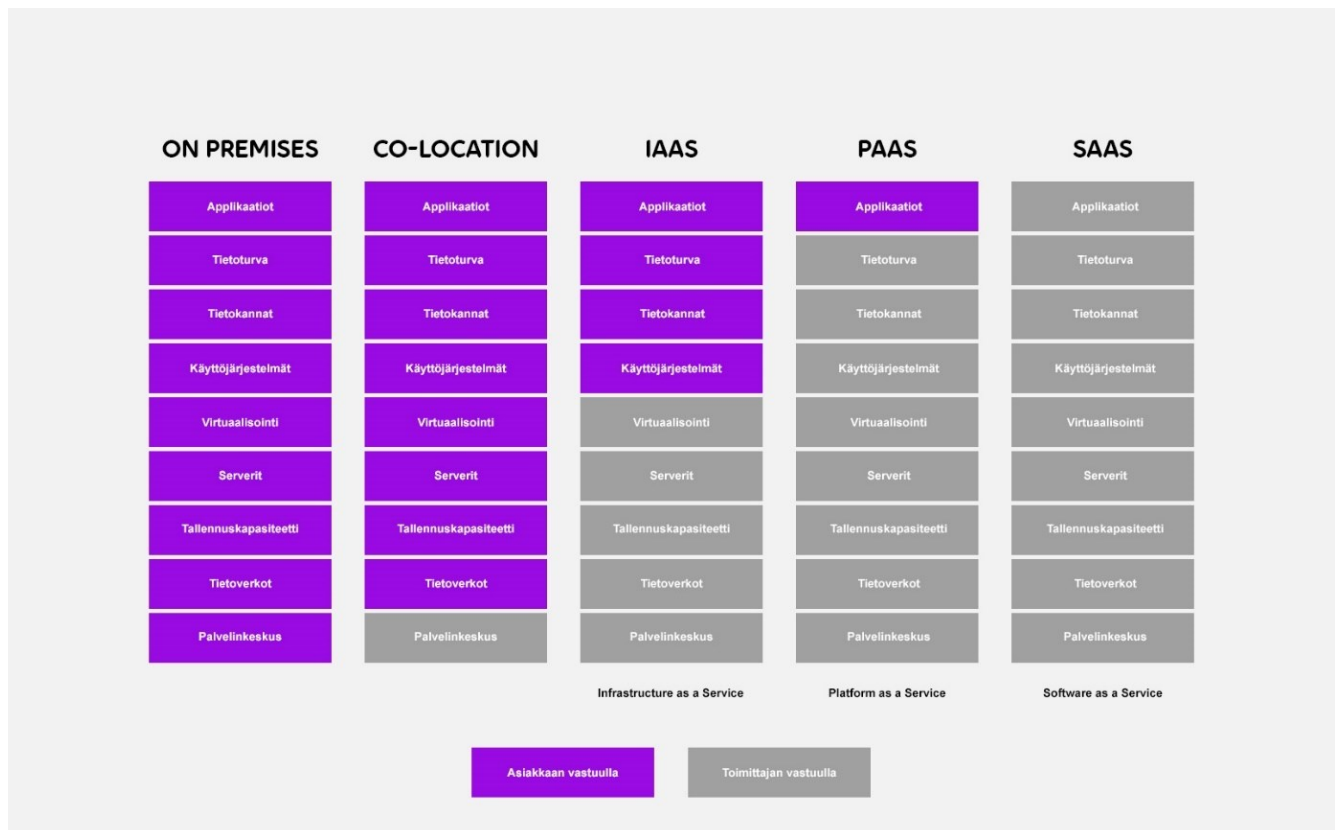 ON PREMISES
CO-LOCATION
IAAS
PAAS
SAAS
Applikaatiot
Applikaatiot
Applikaatiot
Applikaatiot
Applikaatiot
Tietoturva
Tietoturva
Tietoturva
Tietoturva
Tietoturva
Tietokannat
Tietokannat
Tietokannat
Tietokannat
Tietokannat
Käyttöjärjestelmät
Käyttöjärjestelmät
Käyttöjärjestelmät
Käyttöjärjestelmät
Käyttöjärjestelmät
Virtuaalisointi
Virtuaalisointi
Virtuaalisointi
Virtuaalisointi
Virtuaalisointi
Serverit
Serverit
Serverit
Serverit
Serverit
Tallennuskapasiteetti
Tallennuskapasiteetti
Tallennuskapasiteetti
Tallennuskapasiteetti
Tallennuskapasiteetti
Tietoverkot
Tietoverkot
Tietoverkot
Tietoverkot
Tietoverkot
Palvelinkeskus
Palvelinkeskus
Palvelinkeskus
Palvelinkeskus
Palvelinkeskus
Infrastructure as a Service
Platform as a Service
Software as a Service
Asiakkaan vastuulla
Toimittajan vastuulla